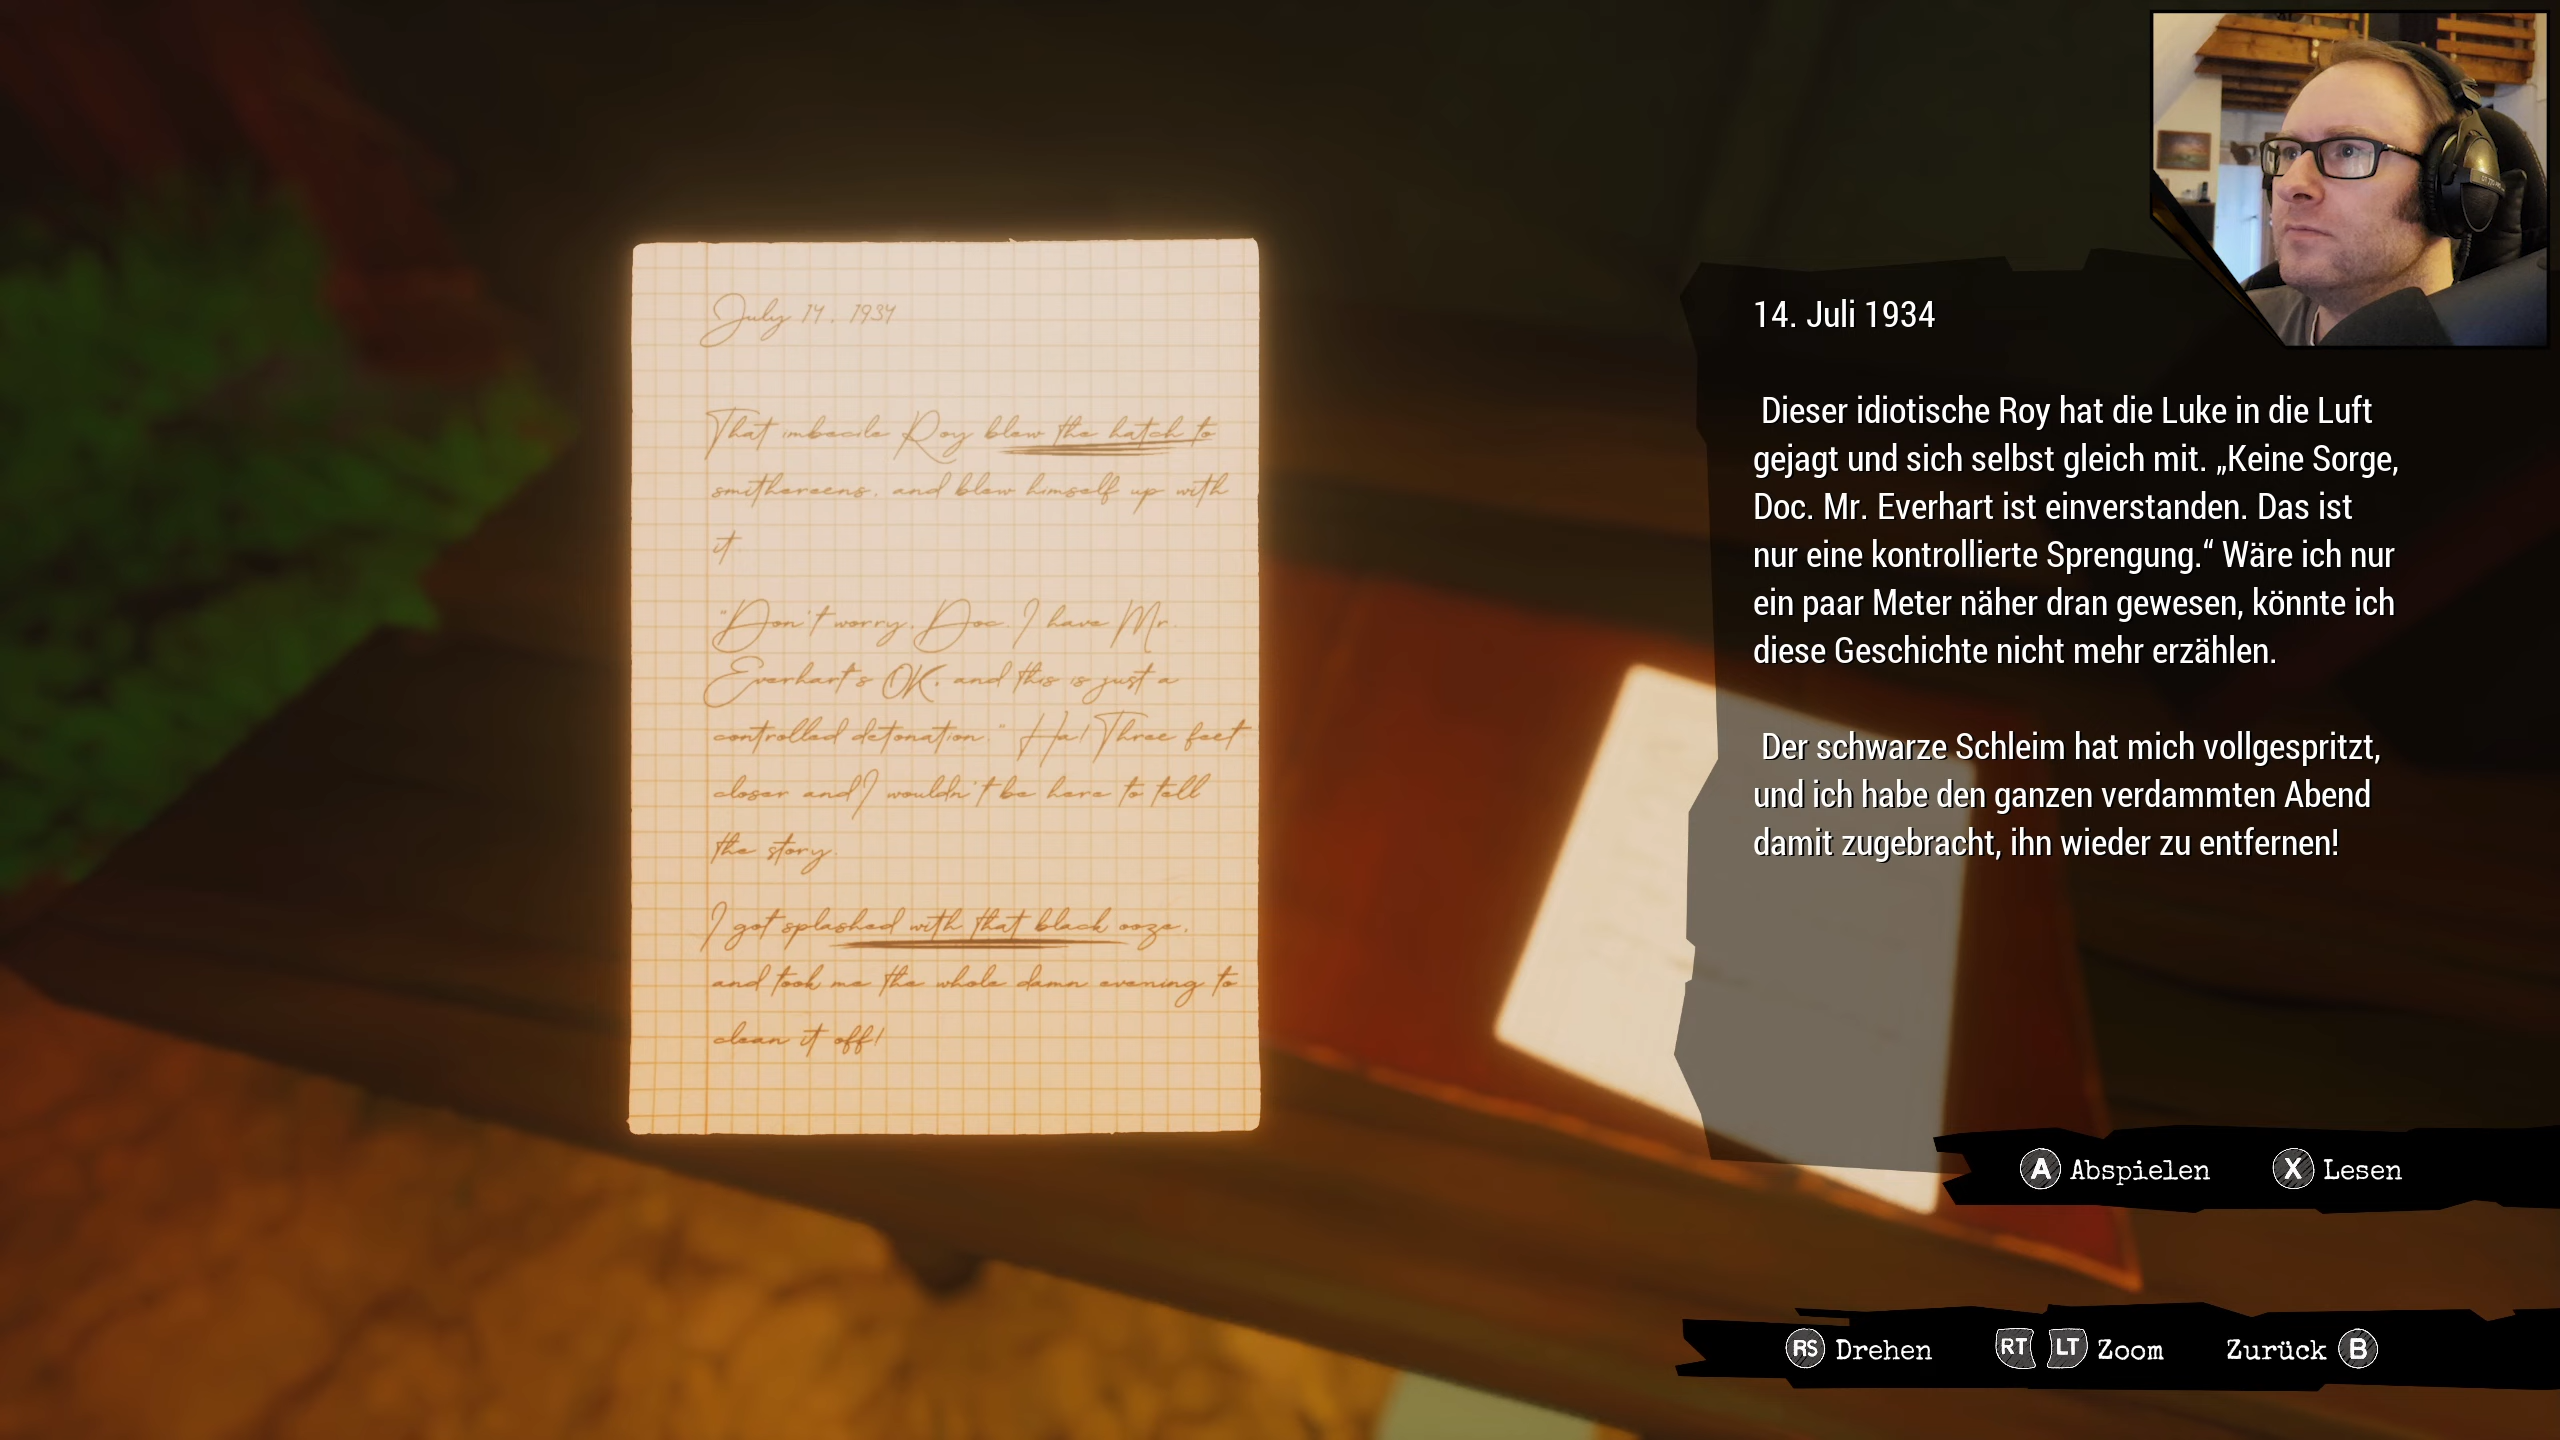 July 14, 1934
That imbecile Roy blew the hatch to
smithereens, and blew himself up with
it
"Don't worry, Doc. I have Mr.
Everhart's OK, and this is just a
controlled detonation." Ha! Three feet
closer and I wouldn't be here to tell
the story.
I got splashed with that black ooze,
and took me the whole damn evening to
clean it off!
14. Juli 1934
Dieser idiotische Roy hat die Luke in die Luft
gejagt und sich selbst gleich mit. „Keine Sorge,
Doc. Mr. Everhart ist einverstanden. Das ist
nur eine kontrollierte Sprengung.“ Wäre ich nur
ein paar Meter näher dran gewesen, könnte ich
diese Geschichte nicht mehr erzählen.
Der schwarze Schleim hat mich vollgespritzt,
und ich habe den ganzen verdammten Abend
damit zugebracht, ihn wieder zu entfernen!
A Abspielen X Lesen
RS Drehen RT LT Zoom Zurück B